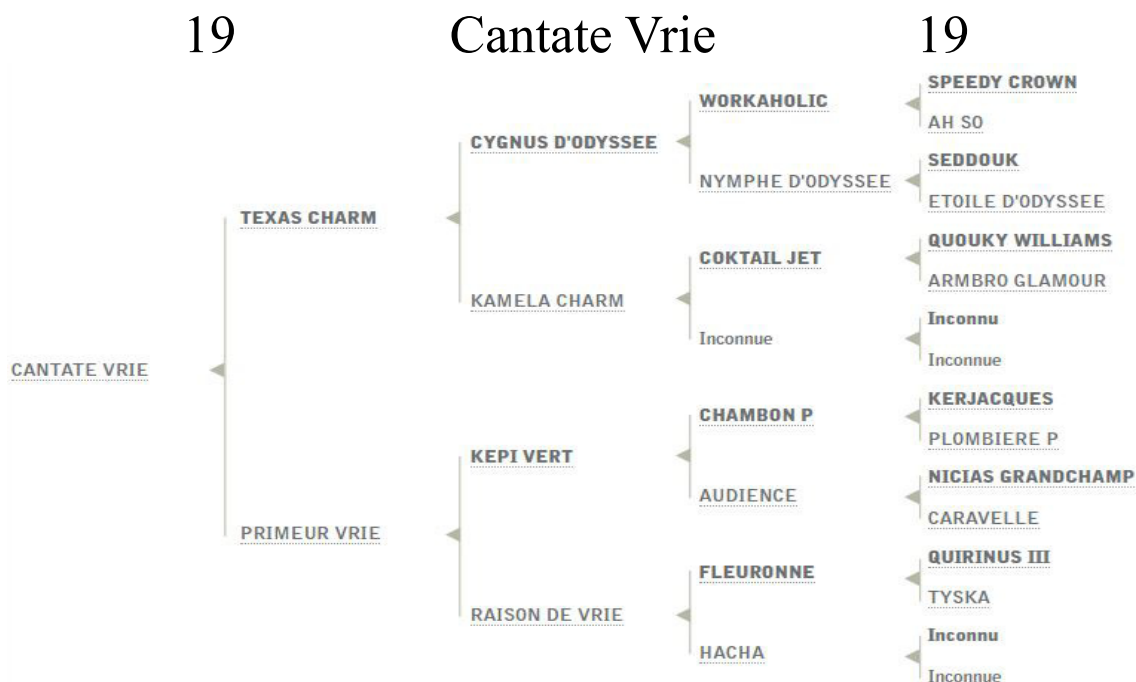 19 Cantate Vrie 19
SPEEDY CROWN
WORKAHOLIC
AH SO
CYGNUS D'ODYSSEE
SEDDOUK
NYMPHE D'ODYSSEE
ETOILE D'ODYSSEE
TEXAS CHARM
QUOUKY WILLIAMS
COKTAIL JET
ARMBRO GLAMOUR
KAMELA CHARM
Inconnu
Inconnue
Inconnue
CANTATE VRIE
KERJACQUES
CHAMBON P
PLOMBIERE P
KEPI VERT
NICIAS GRANDCHAMP
AUDIENCE
CARAVELLE
PRIMEUR VRIE
QUIRINUS III
FLEURONNE
TYSKA
RAISON DE VRIE
Inconnu
HACHA
Inconnue